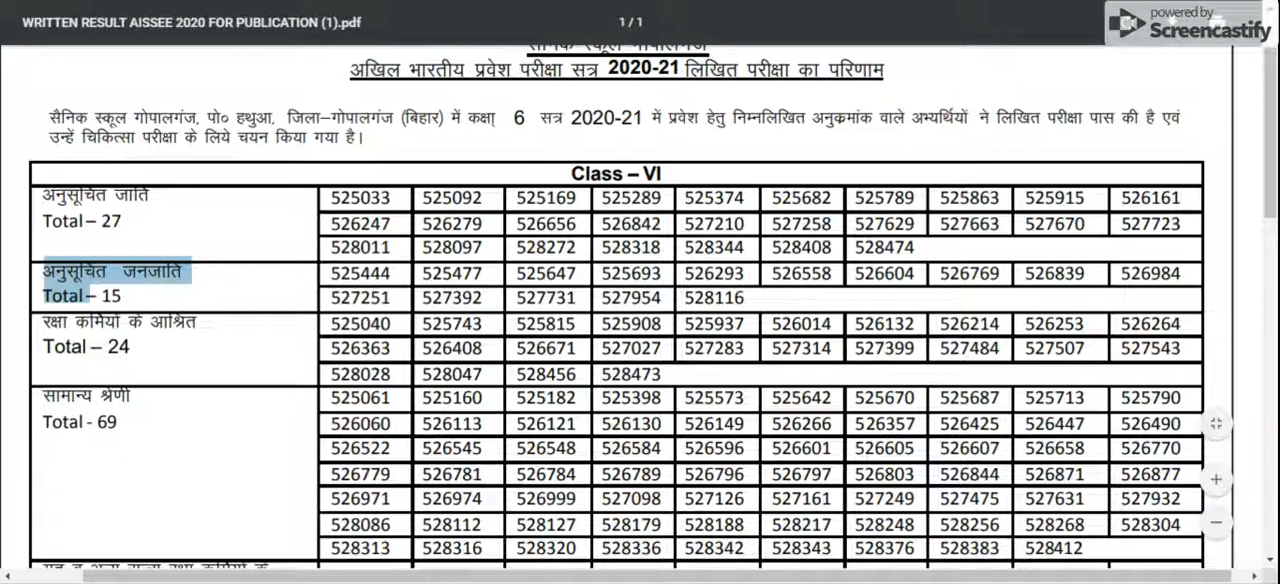 WRITTEN RESULT AISSEE 2020 FOR PUBLICATION (1).pdf
1 / 1
powered by
Screencastify
सैनिक स्कूल गोपालगंज
अखिल भारतीय प्रवेश परीक्षा सत्र 2020-21 लिखित परीक्षा का परिणाम
सैनिक स्कूल गोपालगंज, पो० हथुआ, जिला–गोपालगंज (बिहार) में कक्षा 6 सत्र 2020-21 में प्रवेश हेतु निम्नलिखित अनुक्रमांक वाले अभ्यर्थियों ने लिखित परीक्षा पास की है एवं
उन्हें चिकित्सा परीक्षा के लिये चयन किया गया है।
Class – VI
अनुसूचित जाति 525033 525092 525169 525289 525374 525682 525789 525863 525915 526161
Total – 27 526247 526279 526656 526842 527210 527258 527629 527663 527670 527723
528011 528097 528272 528318 528344 528408 528474
अनुसूचित जनजाति 525444 525477 525647 525693 526293 526558 526604 526769 526839 526984
Total – 15 527251 527392 527731 527954 528116
रक्षा कर्मियों के आश्रित 525040 525743 525815 525908 525937 526014 526132 526214 526253 526264
Total – 24 526363 526408 526671 527027 527283 527314 527399 527484 527507 527543
528028 528047 528456 528473
सामान्य श्रेणी 525061 525160 525182 525398 525573 525642 525670 525687 525713 525790
Total - 69 526060 526113 526121 526130 526149 526266 526357 526425 526447 526490
526522 526545 526548 526584 526596 526601 526605 526607 526658 526770
526779 526781 526784 526789 526796 526797 526803 526844 526871 526877
526971 526974 526999 527098 527126 527161 527249 527475 527631 527932
528086 528112 528127 528179 528188 528217 528248 528256 528268 528304
528313 528316 528320 528336 528342 528343 528376 528383 528412